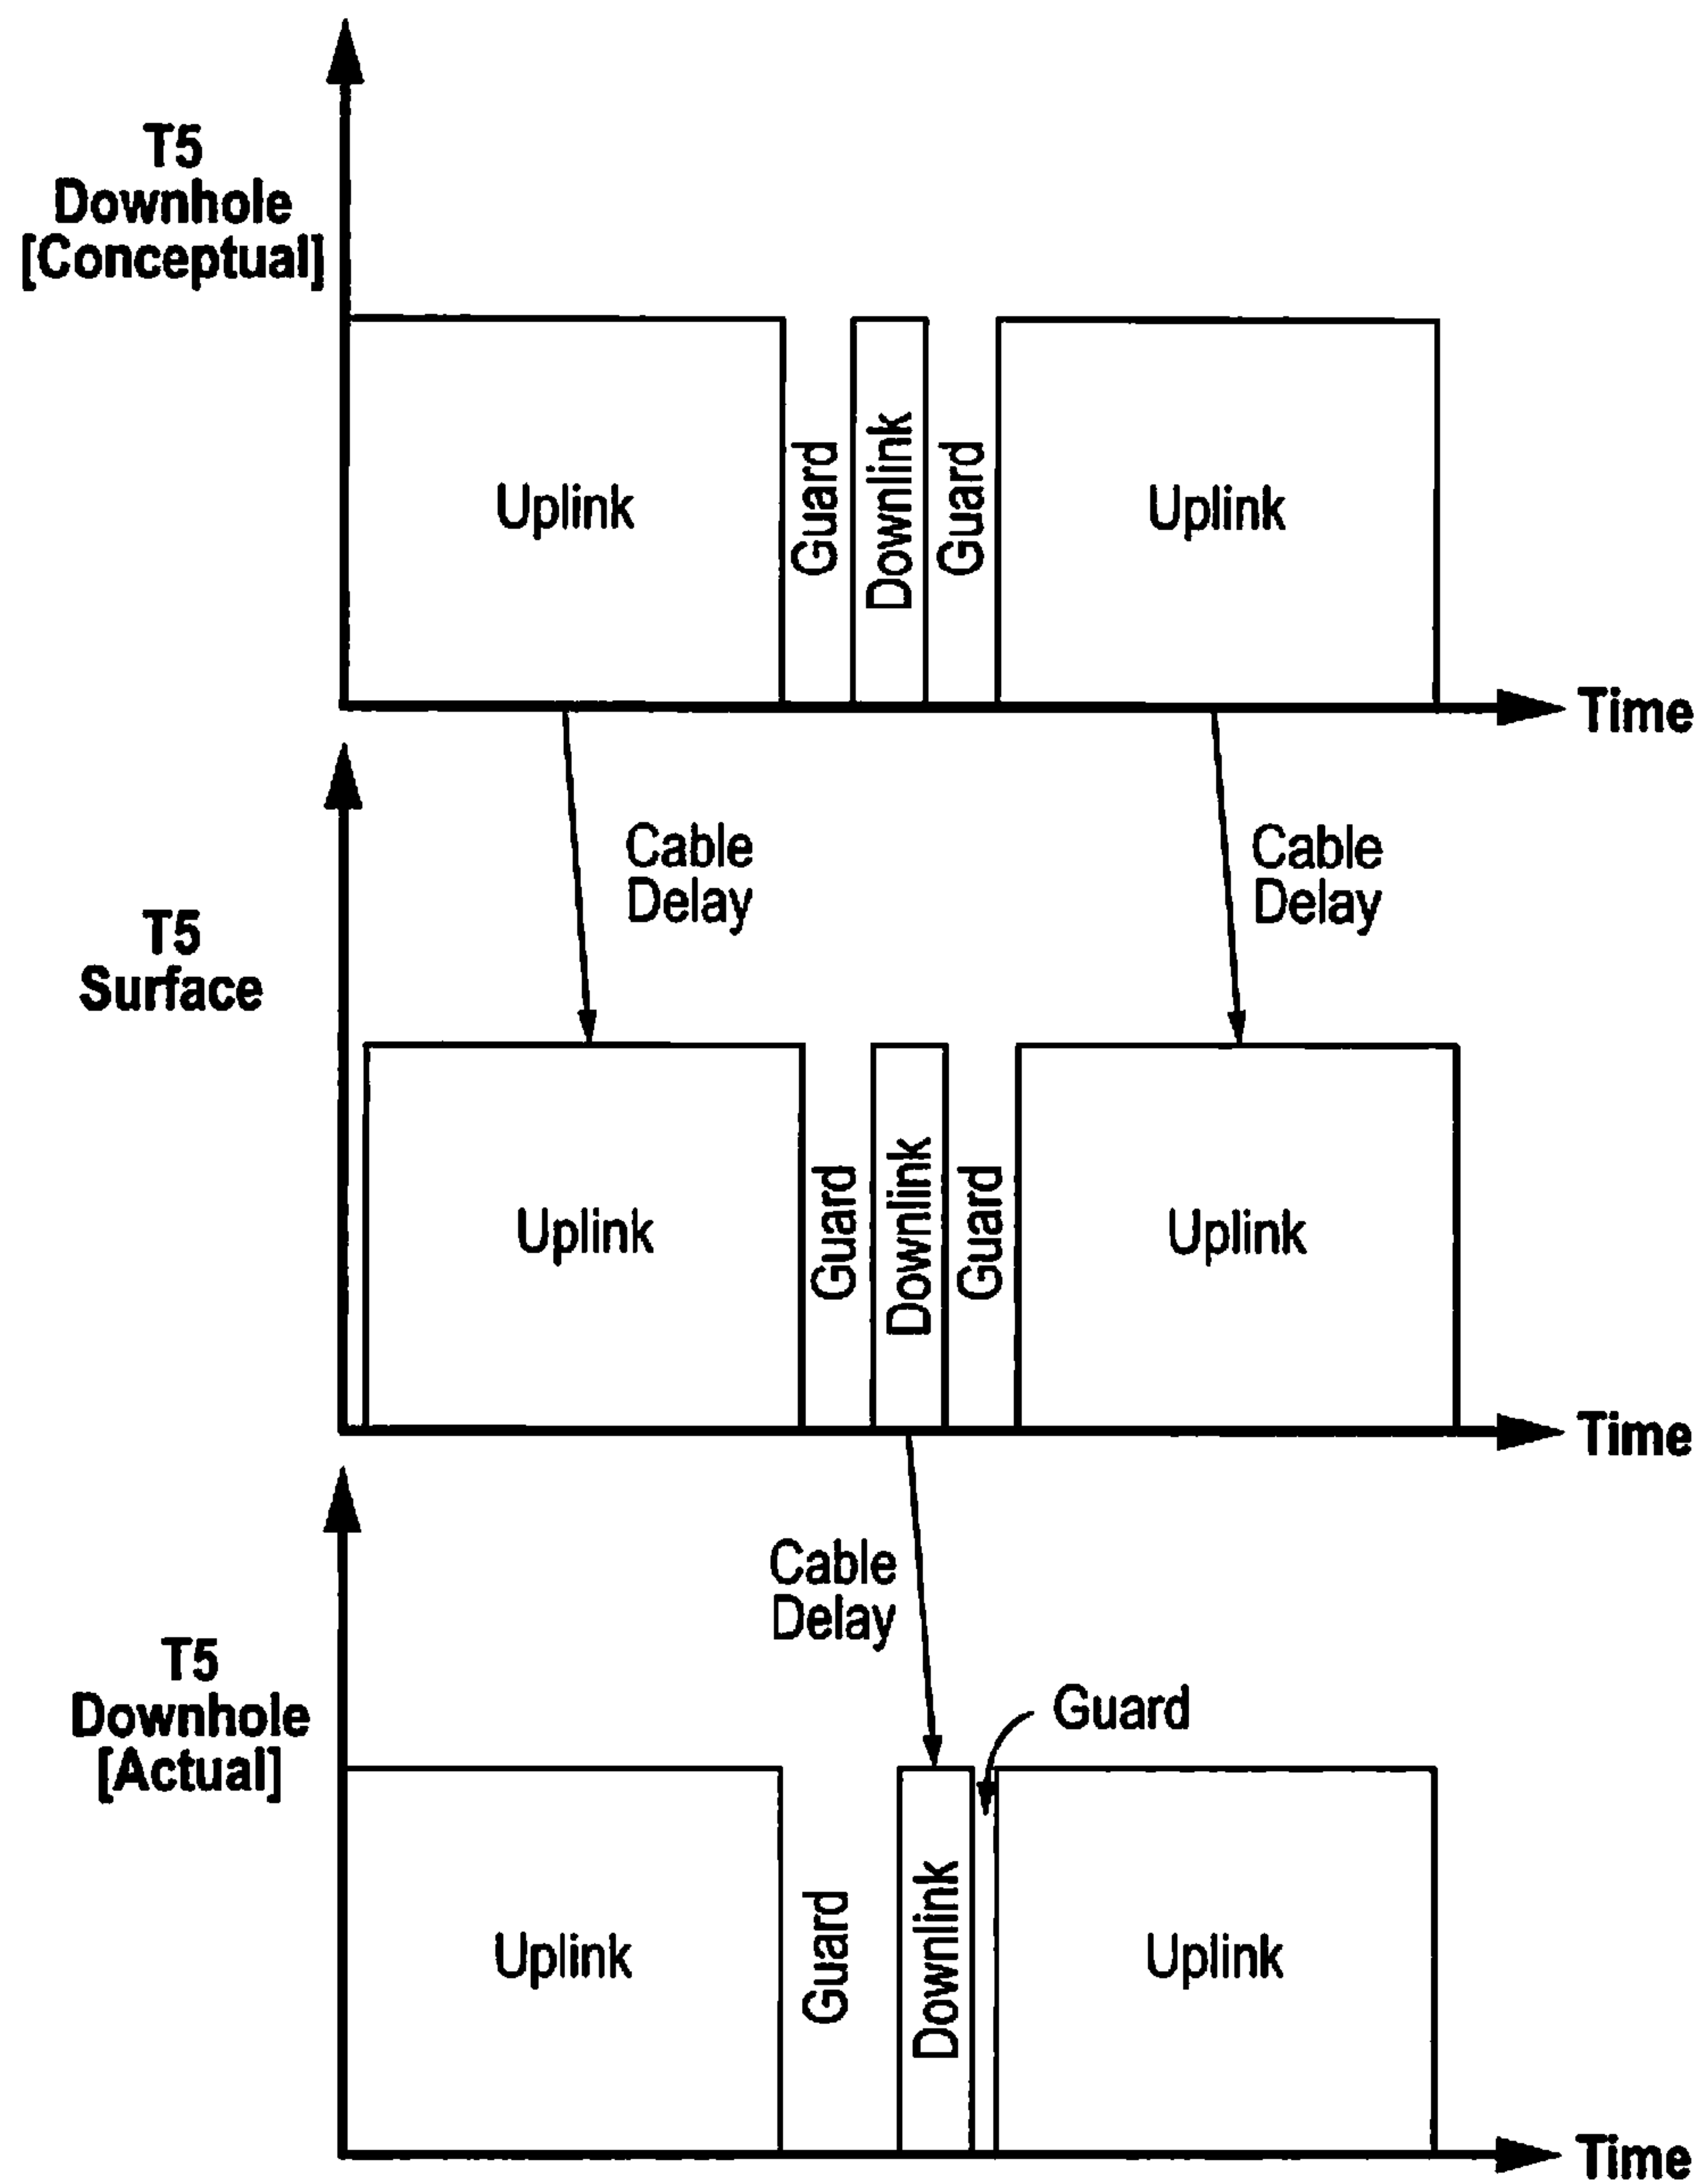 T5
Downhole
[Conceptual]
Uplink
Guard
Downlink
Guard
Uplink
Time
Cable
Delay
Cable
Delay
T5
Surface
Uplink
Guard
Downlink
Guard
Uplink
Time
Cable
Delay
T5
Downhole
[Actual]
Guard
Uplink
Guard
Downlink
Uplink
Time